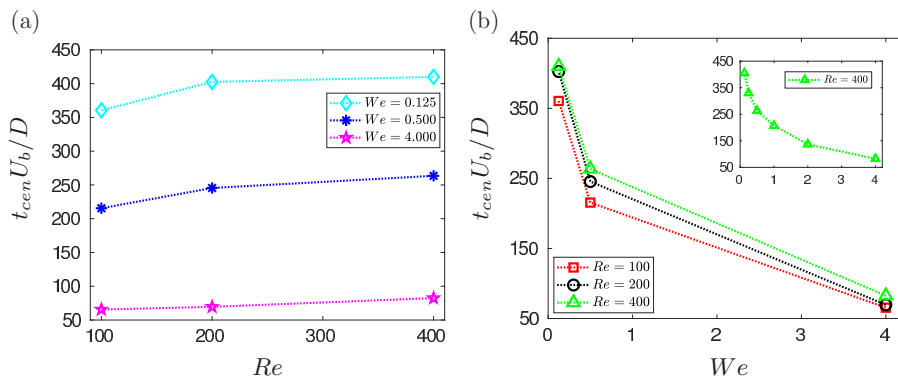 (a)
450
400
350
300
250
200
150
100
50
100
200
300
400
t_{cen}U_b/D
Re
We = 0.125
We = 0.500
We = 4.000
(b)
450
350
250
150
50
0
1
2
3
4
t_{cen}U_b/D
We
Re = 100
Re = 200
Re = 400
450
350
250
150
50
0
1
2
3
4
Re = 400